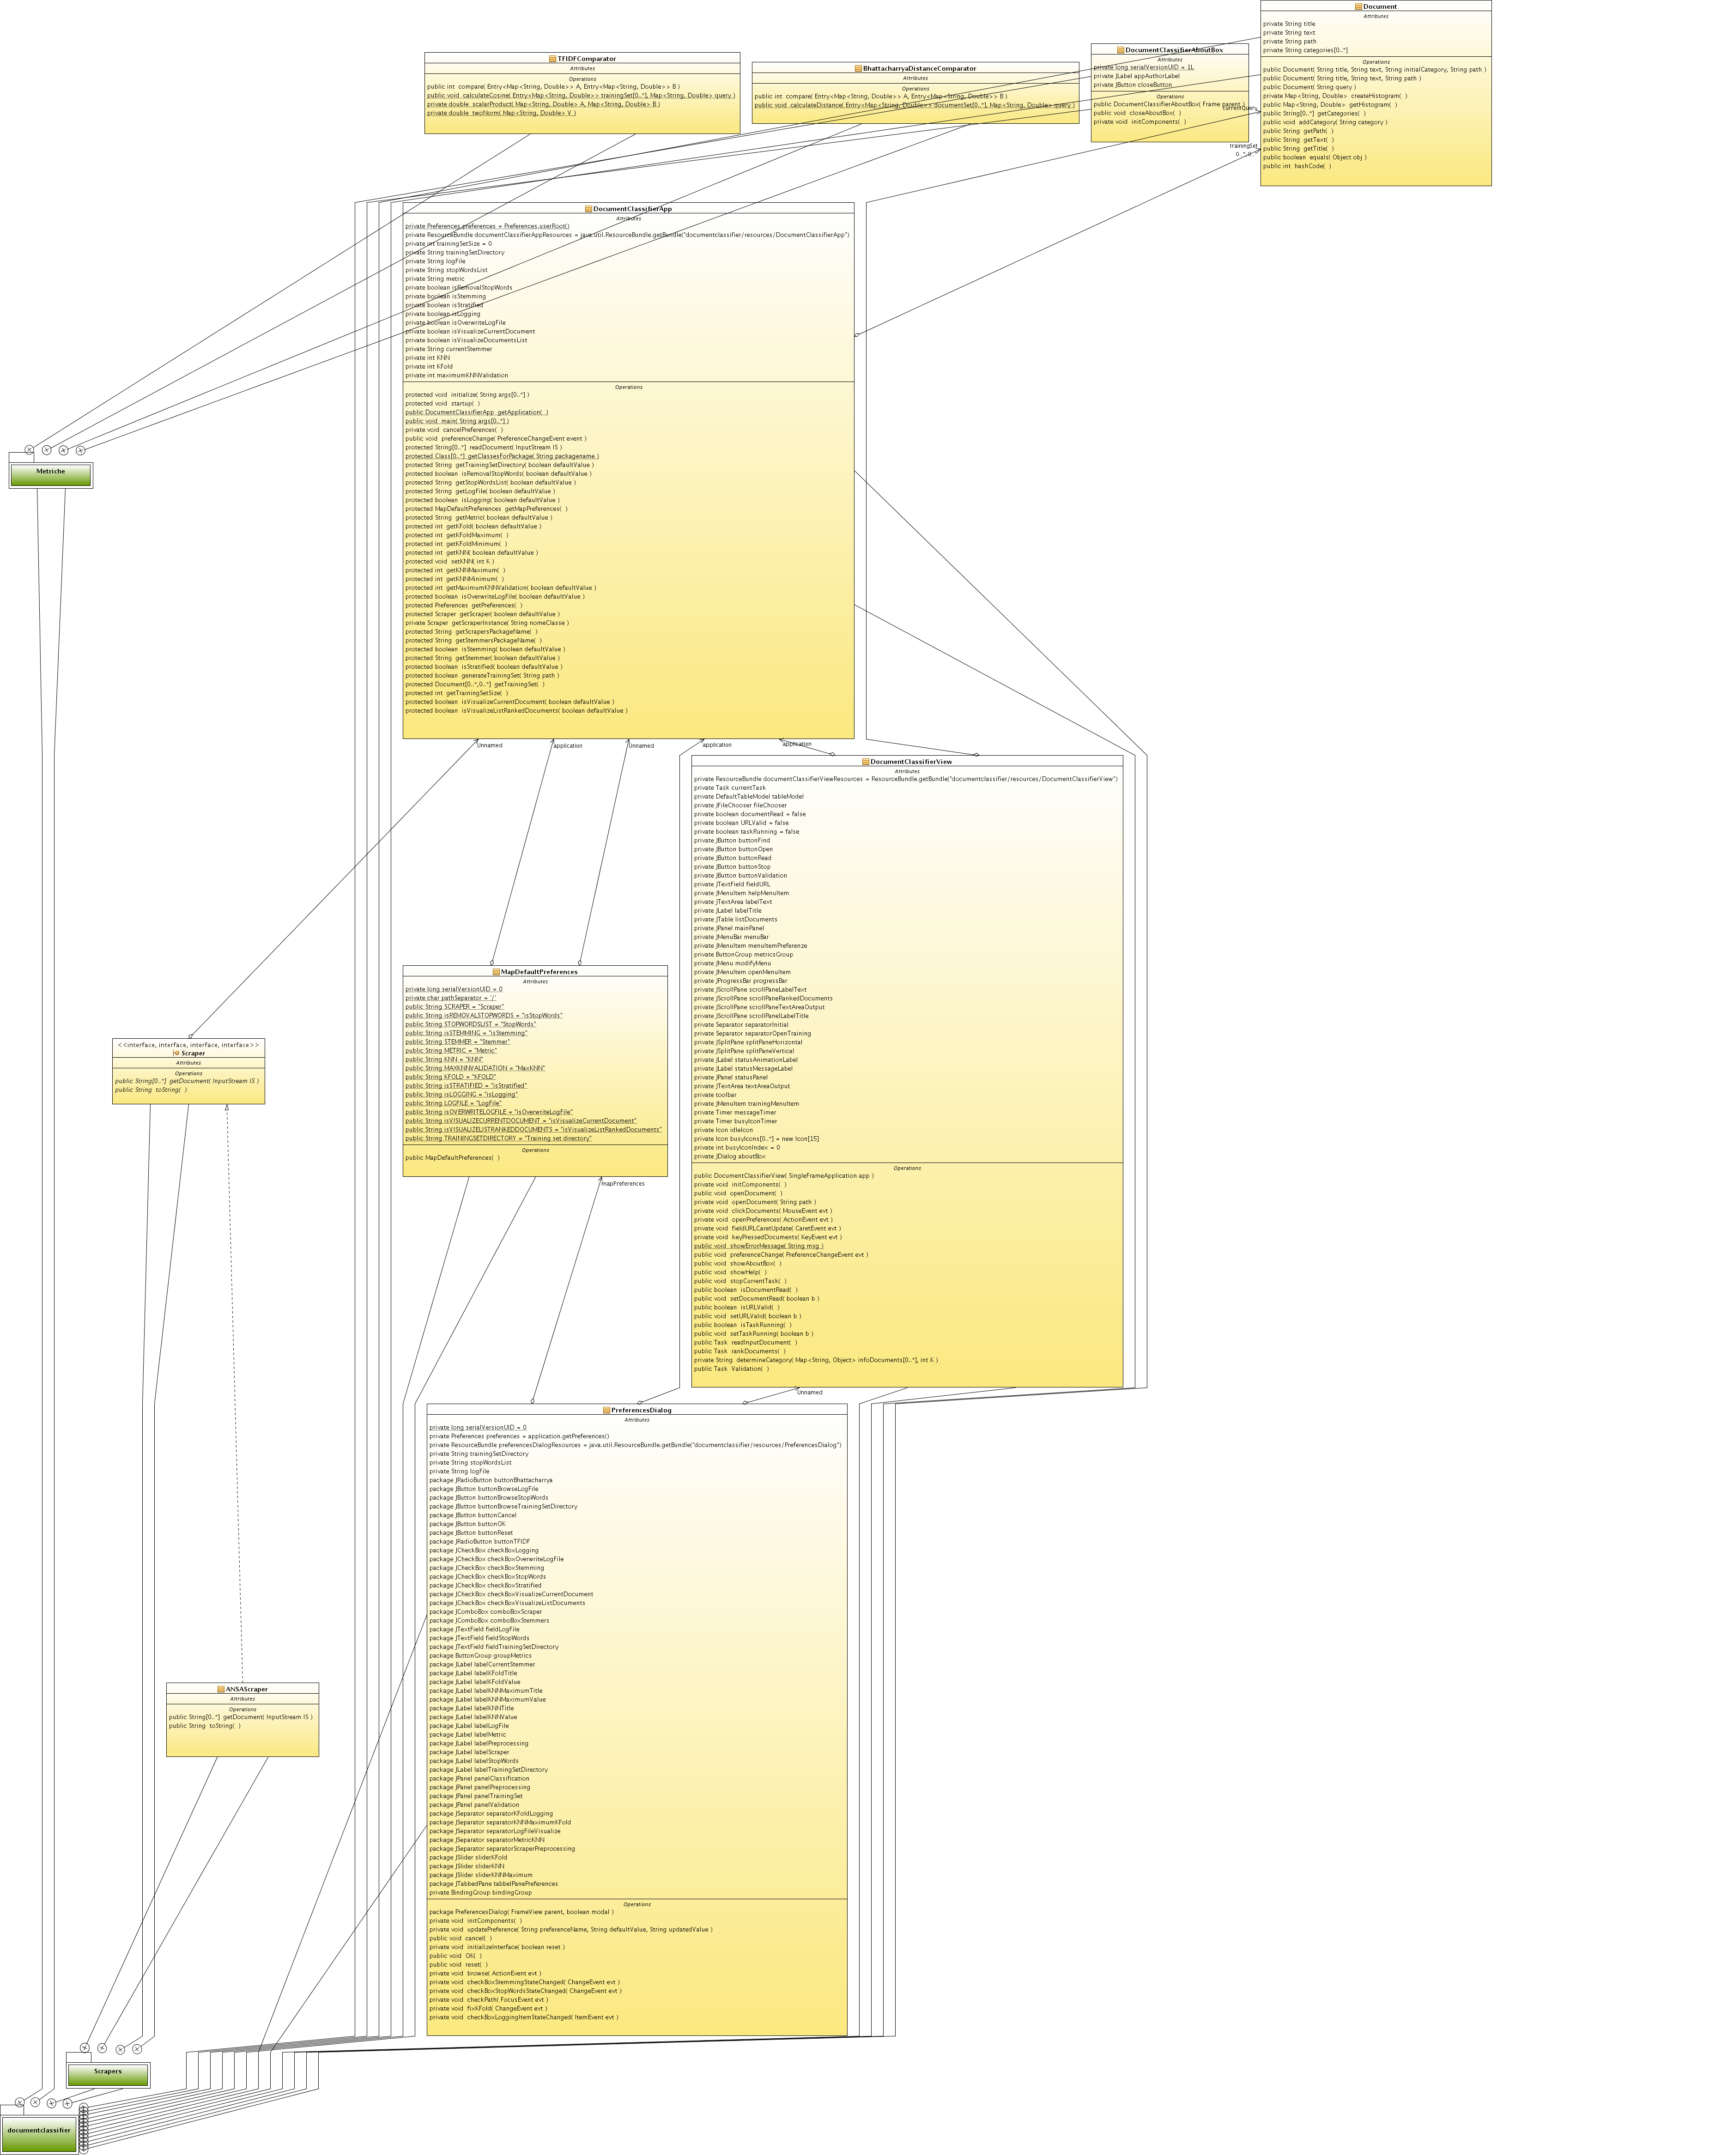 Document
Attributes
private String title
private String text
private String path
private String categories[0..*]
Operations
public Document( String title, String text, String initialCategory, String path )
public Document( String title, String text, String path )
public Document( String query )
private Map<String, Double>  createHistogram(  )
public Map<String, Double>  getHistogram(  )
public String[0..*]  getCategories(  )
public void  addCategory( String category )
public String  getPath(  )
public String  getText(  )
public String  getTitle(  )
public boolean  equals( Object obj )
public int  hashCode(  )
DocumentClassifierAboutBox
Attributes
private long serialVersionUID = 1L
private JLabel appAuthorLabel
private JButton closeButton
Operations
public DocumentClassifierAboutBox( Frame parent )
public void  closeAboutBox(  )
private void  initComponents(  )
currentQuery
trainingSet
0..*,0..*
TFIDFComparator
Attributes
Operations
public int  compare( Entry<Map<String, Double>> A, Entry<Map<String, Double>> B )
public void  calculateCosine( Entry<Map<String, Double>> trainingSet[0..*], Map<String, Double> query )
private double  scalarProduct( Map<String, Double> A, Map<String, Double> B )
private double  twoNorm( Map<String, Double> V )
BhattacharryaDistanceComparator
Attributes
Operations
public int  compare( Entry<Map<String, Double>> A, Entry<Map<String, Double>> B )
public void  calculateDistance( Entry<Map<String, Double>> documentSet[0..*], Map<String, Double> query )
DocumentClassifierApp
Attributes
private Preferences preferences = Preferences.userRoot()
private ResourceBundle documentClassifierAppResources = java.util.ResourceBundle.getBundle("documentclassifier/resources/DocumentClassifierApp")
private int trainingSetSize = 0
private String trainingSetDirectory
private String logFile
private String stopWordsList
private String metric
private boolean isRemovalStopWords
private boolean isStemming
private boolean isStratified
private boolean isLogging
private boolean isOverwriteLogFile
private boolean isVisualizeCurrentDocument
private boolean isVisualizeDocumentsList
private String currentStemmer
private int KNN
private int KFold
private int maximumKNNValidation
Operations
protected void  initialize( String args[0..*] )
protected void  startup(  )
public DocumentClassifierApp  getApplication(  )
public void  main( String args[0..*] )
private void  cancelPreferences(  )
public void  preferenceChange( PreferenceChangeEvent event )
protected String[0..*]  readDocument( InputStream IS )
protected Class[0..*]  getClassesForPackage( String packagename )
protected String  getTrainingSetDirectory( boolean defaultValue )
protected boolean  isRemovalStopWords( boolean defaultValue )
protected String  getStopWordsList( boolean defaultValue )
protected String  getLogFile( boolean defaultValue )
protected boolean  isLogging( boolean defaultValue )
protected MapDefaultPreferences  getMapPreferences(  )
protected String  getMetric( boolean defaultValue )
protected int  getKFold( boolean defaultValue )
protected int  getKFoldMaximum(  )
protected int  getKFoldMinimum(  )
protected int  getKNN( boolean defaultValue )
protected void  setKNN( int K )
protected int  getKNNMaximum(  )
protected int  getKNNMinimum(  )
protected int  getMaximumKNNValidation( boolean defaultValue )
protected boolean  isOverwriteLogFile( boolean defaultValue )
protected Preferences  getPreferences(  )
protected Scraper  getScraper( boolean defaultValue )
private Scraper  getScraperInstance( String nomeClasse )
protected String  getScrapersPackageName(  )
protected String  getStemmersPackageName(  )
protected boolean  isStemming( boolean defaultValue )
protected String  getStemmer( boolean defaultValue )
protected boolean  isStratified( boolean defaultValue )
protected boolean  generateTrainingSet( String path )
protected Document[0..*,0..*]  getTrainingSet(  )
protected int  getTrainingSetSize(  )
protected boolean  isVisualizeCurrentDocument( boolean defaultValue )
protected boolean  isVisualizeListRankedDocuments( boolean defaultValue )
Metriche
Unnamed
application
Unnamed
application
application
DocumentClassifierView
Attributes
private ResourceBundle documentClassifierViewResources = ResourceBundle.getBundle("documentclassifier/resources/DocumentClassifierView")
private Task currentTask
private DefaultTableModel tableModel
private JFileChooser fileChooser
private boolean documentRead = false
private boolean URLValid = false
private boolean taskRunning = false
private JButton buttonFind
private JButton buttonOpen
private JButton buttonRead
private JButton buttonStop
private JButton buttonValidation
private JTextField fieldURL
private JMenuItem helpMenuItem
private JTextArea labelText
private JLabel labelTitle
private JTable listDocuments
private JPanel mainPanel
private JMenuBar menuBar
private JMenuItem menuItemPreferenze
private ButtonGroup metricsGroup
private JMenu modifyMenu
private JMenuItem openMenuItem
private JProgressBar progressBar
private JScrollPane scrollPaneLabelText
private JScrollPane scrollPaneRankedDocuments
private JScrollPane scrollPaneTextAreaOutput
private JScrollPane scrollPanelLabelTitle
private Separator separatorInitial
private Separator separatorOpenTraining
private JSplitPane splitPaneHorizontal
private JSplitPane splitPaneVertical
private JLabel statusAnimationLabel
private JLabel statusMessageLabel
private JPanel statusPanel
private JTextArea textAreaOutput
private toolbar
private JMenuItem trainingMenuItem
private Timer messageTimer
private Timer busyIconTimer
private Icon idleIcon
private Icon busyIcons[0..*] = new Icon[15]
private int busyIconIndex = 0
private JDialog aboutBox
Operations
public DocumentClassifierView( SingleFrameApplication app )
private void  initComponents(  )
public void  openDocument(  )
private void  openDocument( String path )
private void  clickDocuments( MouseEvent evt )
private void  openPreferences( ActionEvent evt )
private void  fieldURLCaretUpdate( CaretEvent evt )
private void  keyPressedDocuments( KeyEvent evt )
public void  showErrorMessage( String msg )
public void  preferenceChange( PreferenceChangeEvent evt )
public void  showAboutBox(  )
public void  showHelp(  )
public void  stopCurrentTask(  )
public boolean  isDocumentRead(  )
public void  setDocumentRead( boolean b )
public boolean  isURLValid(  )
public void  setURLValid( boolean b )
public boolean  isTaskRunning(  )
public void  setTaskRunning( boolean b )
public Task  readInputDocument(  )
public Task  rankDocuments(  )
private String  determineCategory( Map<String, Object> infoDocuments[0..*], int K )
public Task  Validation(  )
MapDefaultPreferences
Attributes
private long serialVersionUID = 0
private char pathSeparator = '/'
public String SCRAPER = "Scraper"
public String isREMOVALSTOPWORDS = "isStopWords"
public String STOPWORDSLIST = "StopWords"
public String isSTEMMING = "isStemming"
public String STEMMER = "Stemmer"
public String METRIC = "Metric"
public String KNN = "KNN"
public String MAXKNNVALIDATION = "MaxKNN"
public String KFOLD = "KFOLD"
public String isSTRATIFIED = "isStratified"
public String isLOGGING = "isLogging"
public String LOGFILE = "LogFile"
public String isOVERWRITELOGFILE = "isOverwriteLogFile"
public String isVISUALIZECURRENTDOCUMENT = "isVisualizeCurrentDocument"
public String isVISUALIZELISTRANKEDDOCUMENTS = "isVisualizeListRankedDocuments"
public String TRAININGSETDIRECTORY = "Training set directory"
Operations
public MapDefaultPreferences(  )
mapPreferences
<<interface, interface, interface, interface>>
Scraper
Attributes
Operations
public String[0..*]  getDocument( InputStream IS )
public String  toString(  )
Unnamed
PreferencesDialog
Attributes
private long serialVersionUID = 0
private Preferences preferences = application.getPreferences()
private ResourceBundle preferencesDialogResources = java.util.ResourceBundle.getBundle("documentclassifier/resources/PreferencesDialog")
private String trainingSetDirectory
private String stopWordsList
private String logFile
package JRadioButton buttonBhattacharrya
package JButton buttonBrowseLogFile
package JButton buttonBrowseStopWords
package JButton buttonBrowseTrainingSetDirectory
package JButton buttonCancel
package JButton buttonOK
package JButton buttonReset
package JRadioButton buttonTFIDF
package JCheckBox checkBoxLogging
package JCheckBox checkBoxOverwriteLogFile
package JCheckBox checkBoxStemming
package JCheckBox checkBoxStopWords
package JCheckBox checkBoxStratified
package JCheckBox checkBoxVisualizeCurrentDocument
package JCheckBox checkBoxVisualizeListDocuments
package JComboBox comboBoxScraper
package JComboBox comboBoxStemmers
package JTextField fieldLogFile
package JTextField fieldStopWords
package JTextField fieldTrainingSetDirectory
package ButtonGroup groupMetrics
package JLabel labelCurrentStemmer
package JLabel labelKFoldTitle
package JLabel labelKFoldValue
package JLabel labelKNNMaximumTitle
package JLabel labelKNNMaximumValue
package JLabel labelKNNTitle
package JLabel labelKNNValue
package JLabel labelLogFile
package JLabel labelMetric
package JLabel labelPreprocessing
package JLabel labelScraper
package JLabel labelStopWords
package JLabel labelTrainingSetDirectory
package JPanel panelClassification
package JPanel panelPreprocessing
package JPanel panelTrainingSet
package JPanel panelValidation
package JSeparator separatorKFoldLogging
package JSeparator separatorKNNMaximumKFold
package JSeparator separatorLogFileVisualize
package JSeparator separatorMetricKNN
package JSeparator separatorScraperPreprocessing
package JSlider sliderKFold
package JSlider sliderKNN
package JSlider sliderKNNMaximum
package JTabbedPane tabbelPanePreferences
private BindingGroup bindingGroup
Operations
package PreferencesDialog( FrameView parent, boolean modal )
private void  initComponents(  )
private void  updatePreference( String preferenceName, String defaultValue, String updatedValue )
public void  cancel(  )
private void  initializeInterface( boolean reset )
public void  OK(  )
public void  reset(  )
private void  browse( ActionEvent evt )
private void  checkBoxStemmingStateChanged( ChangeEvent evt )
private void  checkBoxStopWordsStateChanged( ChangeEvent evt )
private void  checkPath( FocusEvent evt )
private void  fixKFold( ChangeEvent evt )
private void  checkBoxLoggingItemStateChanged( ItemEvent evt )
ANSAScraper
Attributes
Operations
public String[0..*]  getDocument( InputStream IS )
public String  toString(  )
Scrapers
documentclassifier